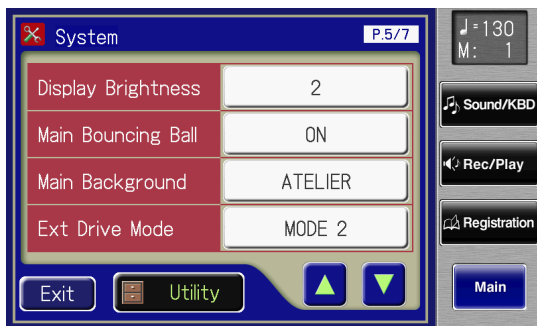 System
P.5/7
Display Brightness
2
Main Bouncing Ball
ON
Main Background
ATELIER
Ext Drive Mode
MODE 2
Exit
Utility
♩=130
M: 1
Sound/KBD
Rec/Play
Registration
Main